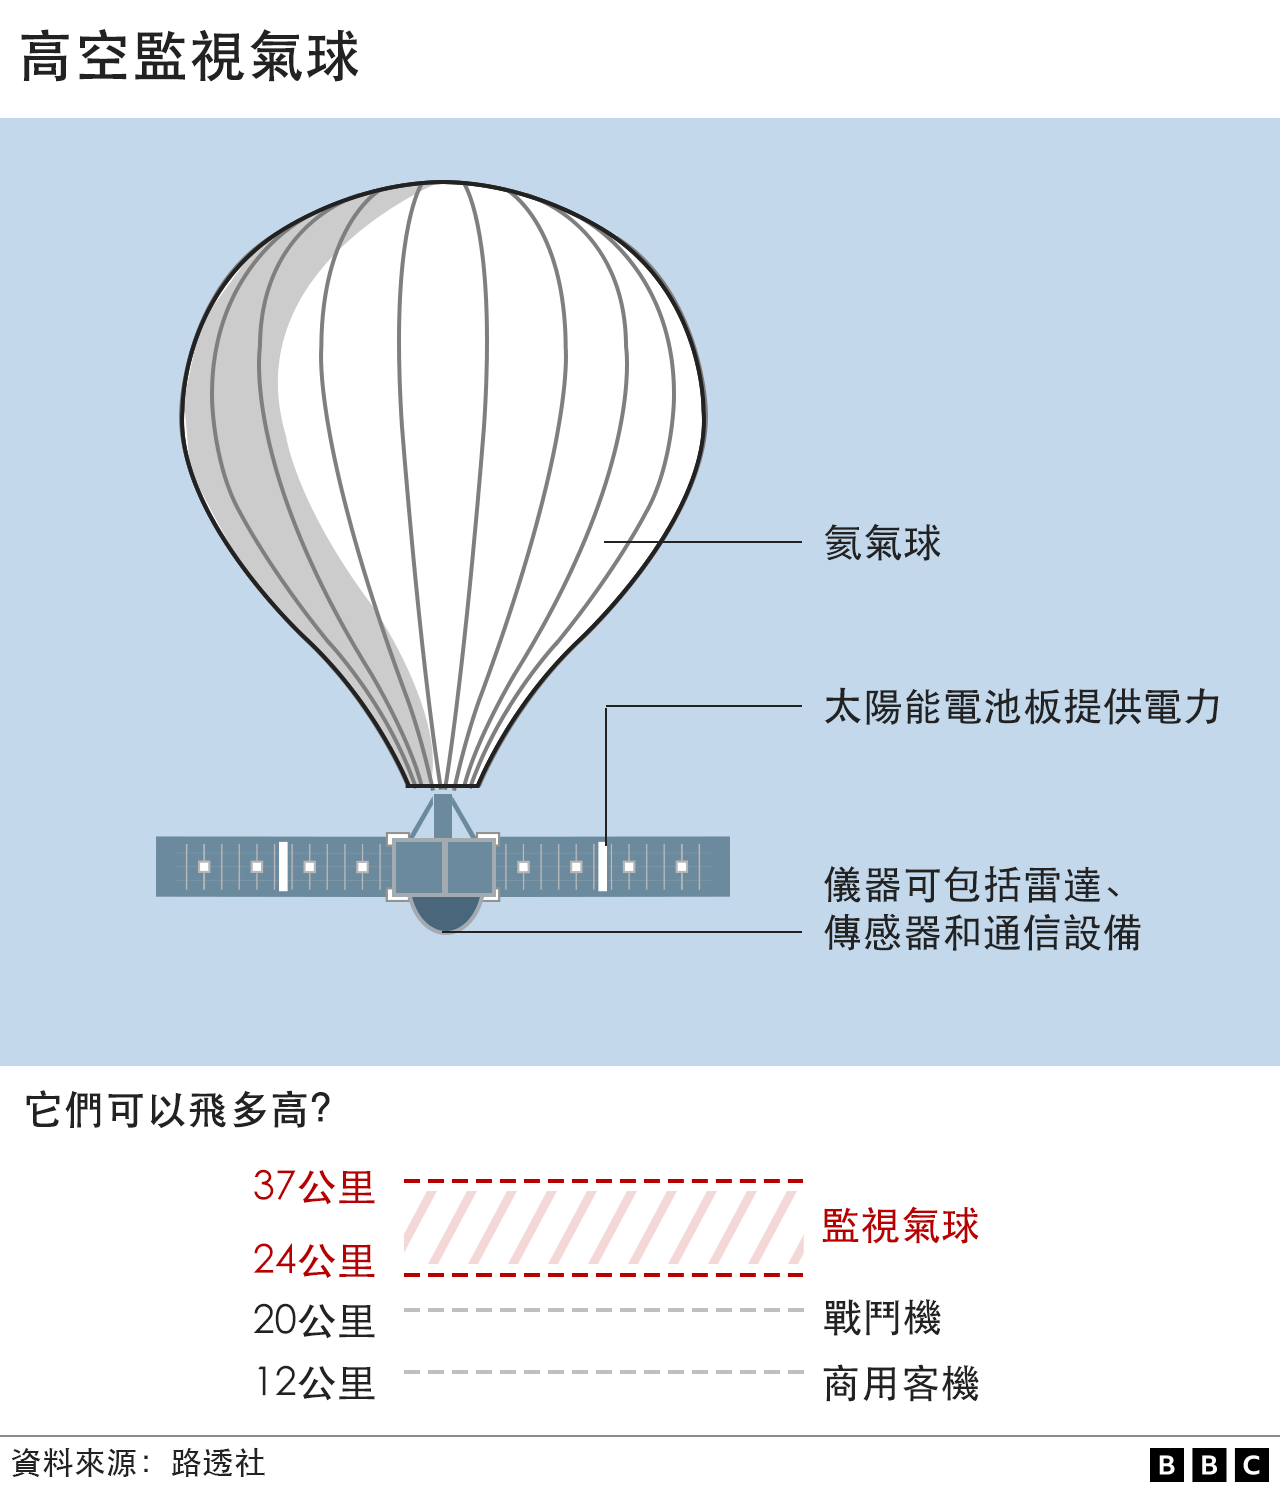 高空監視氣球
氦氣球
太陽能電池板提供電力
儀器可包括雷達、
傳感器和通信設備
它們可以飛多高?
37公里
24公里
監視氣球
20公里
戰鬥機
12公里
商用客機
資料來源：路透社
BBC